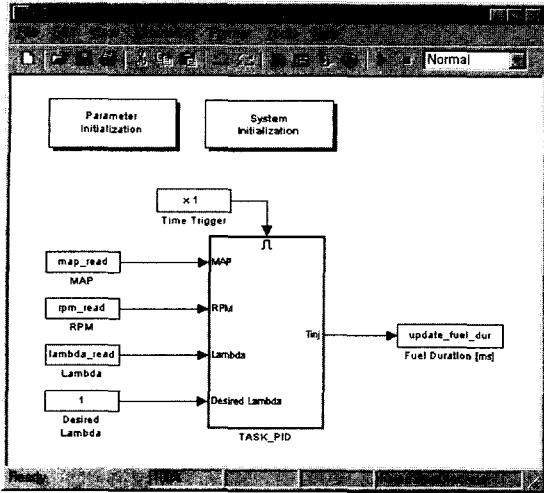 Normal
Parameter
Initialization
System
Initialization
× 1
Time Trigger
map_read
MAP
MAP
rpm_read
RPM
RPM
Tinj
update_fuel_dur
Fuel Duration [ms]
lambda_read
Lambda
Lambda
1
Desired Lambda
Desired
Lambda
TASK_PID
Ready